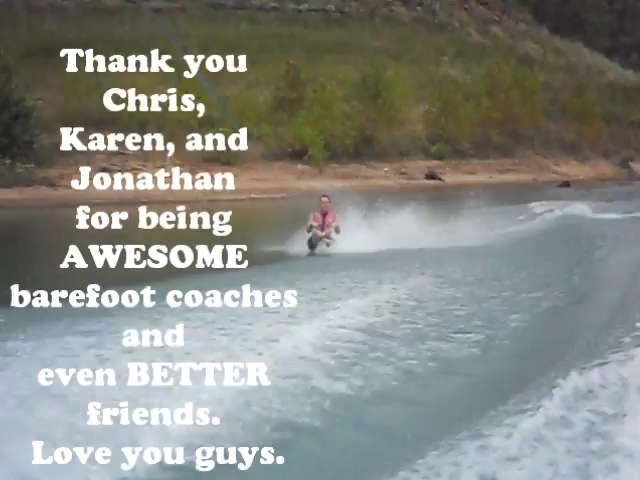 Thank you
Chris,
Karen, and
Jonathan
for being
AWESOME
barefoot coaches
and
even BETTER
friends.
Love you guys.